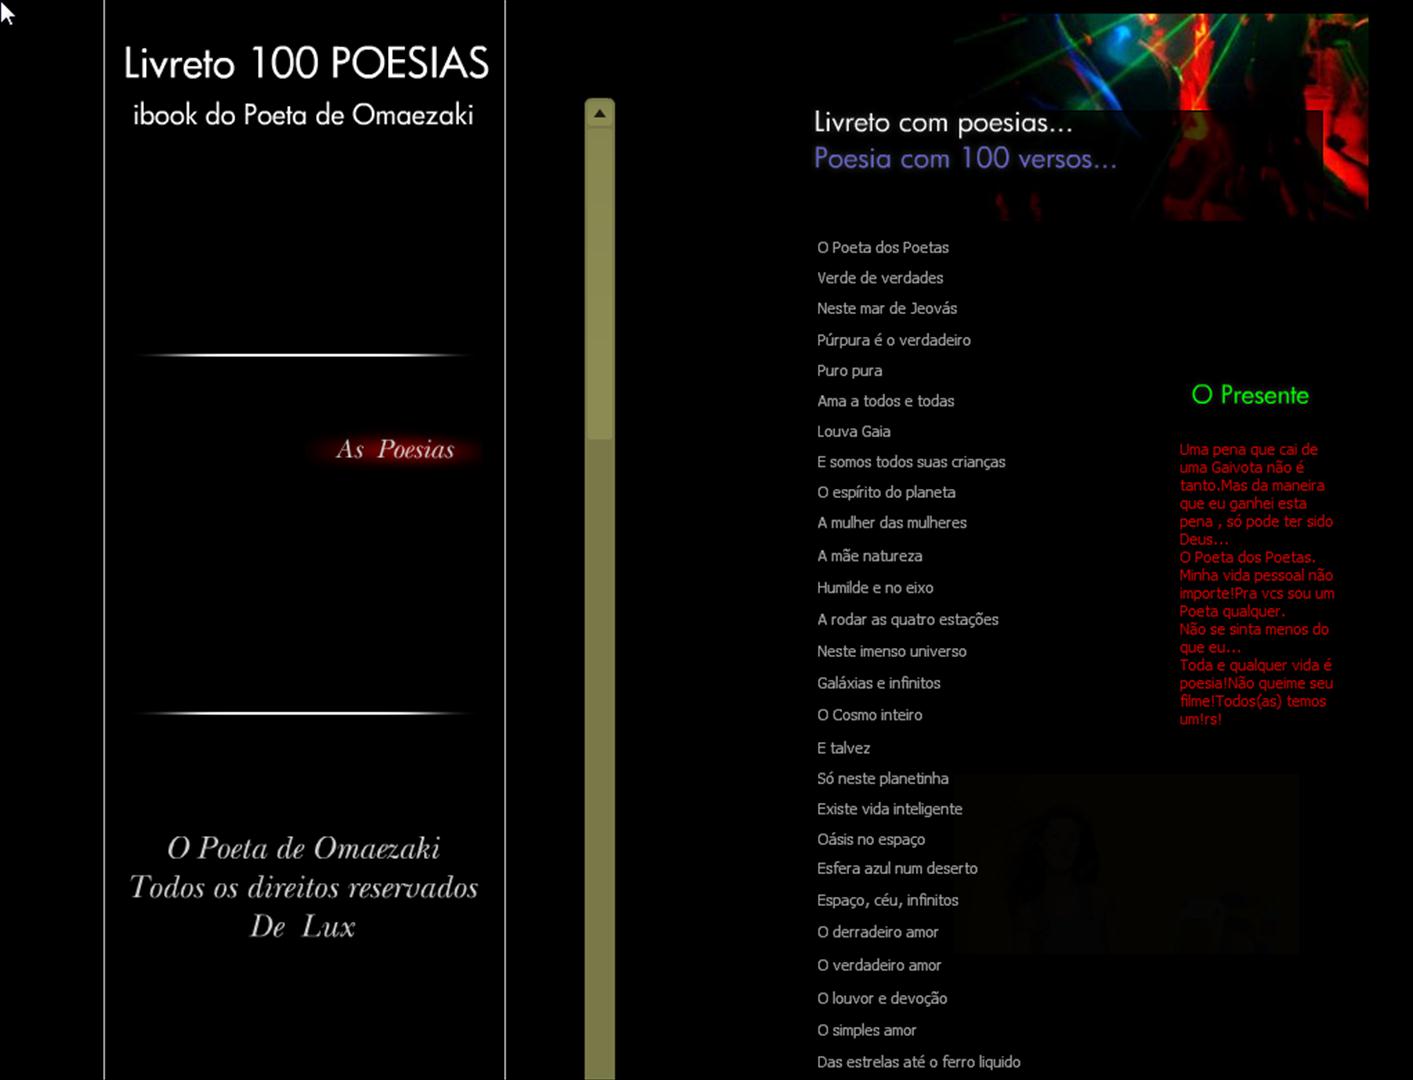 Livreto 100 POESIAS
ibook do Poeta de Omaezaki
As Poesias
O Poeta de Omaezaki
Todos os direitos reservados
De Lux
Livreto com poesias...
Poesia com 100 versos...
O Poeta dos Poetas
Verde de verdades
Neste mar de Jeovás
Púrpura é o verdadeiro
Puro pura
Ama a todos e todas
Louva Gaia
E somos todos suas crianças
O espírito do planeta
A mulher das mulheres
A mãe natureza
Humilde e no eixo
A rodar as quatro estações
Neste imenso universo
Galáxias e infinitos
O Cosmo inteiro
E talvez
Só neste planetinha
Existe vida inteligente
Oásis no espaço
Esfera azul num deserto
Espaço, céu, infinitos
O derradeiro amor
O verdadeiro amor
O louvor e devoção
O simples amor
Das estrelas até o ferro liquido
O Presente
Uma pena que cai de
uma Gaivota não é
tanto.Mas da maneira
que eu ganhei esta
pena , só pode ter sido
Deus...
O Poeta dos Poetas.
Minha vida pessoal não
importe!Pra vcs sou um
Poeta qualquer.
Não se sinta menos do
que eu...
Toda e qualquer vida é
poesia!Não queime seu
filme!Todos(as) temos
um!rs!